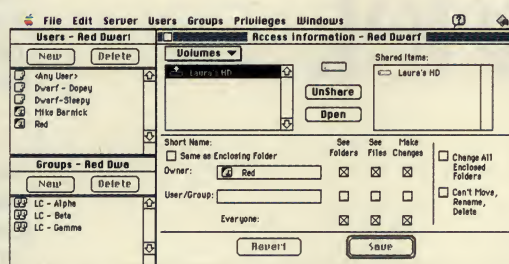 File Edit Server Users Groups Privileges Windows
Users - Red Dwarf
New Delete
<Any User>
Dwarf - Dopey
Dwarf-Sleepy
Mike Barnick
Red
Groups - Red Dwa
New Delete
LC - Alpha
LC - Beta
LC - Gamma
Access Information - Red Dwarf
Volumes
Laura's HD
UnShare
Open
Shared Items:
Laura's HD
Short Name:
Same as Enclosing Folder
See Folders
See Files
Make Changes
Owner: Red
User/Group:
Everyone:
Change All
Enclosed
Folders
Can't Move,
Rename,
Delete
Revert Save